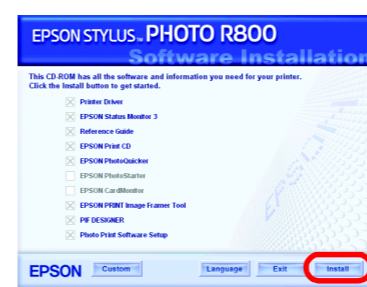 EPSON STYLUS™ PHOTO R800
Software Installation
This CD-ROM has all the software and information you need for your printer.
Click the Install button to get started.
Printer Driver
EPSON Status Monitor 3
Reference Guide
EPSON Print CD
EPSON PhotoQuicker
EPSON PhotoStarter
EPSON CardMonitor
EPSON PRINT Image Framer Tool
PIF DESIGNER
Photo Print Software Setup
EPSON
EPSON Custom Language Exit Install